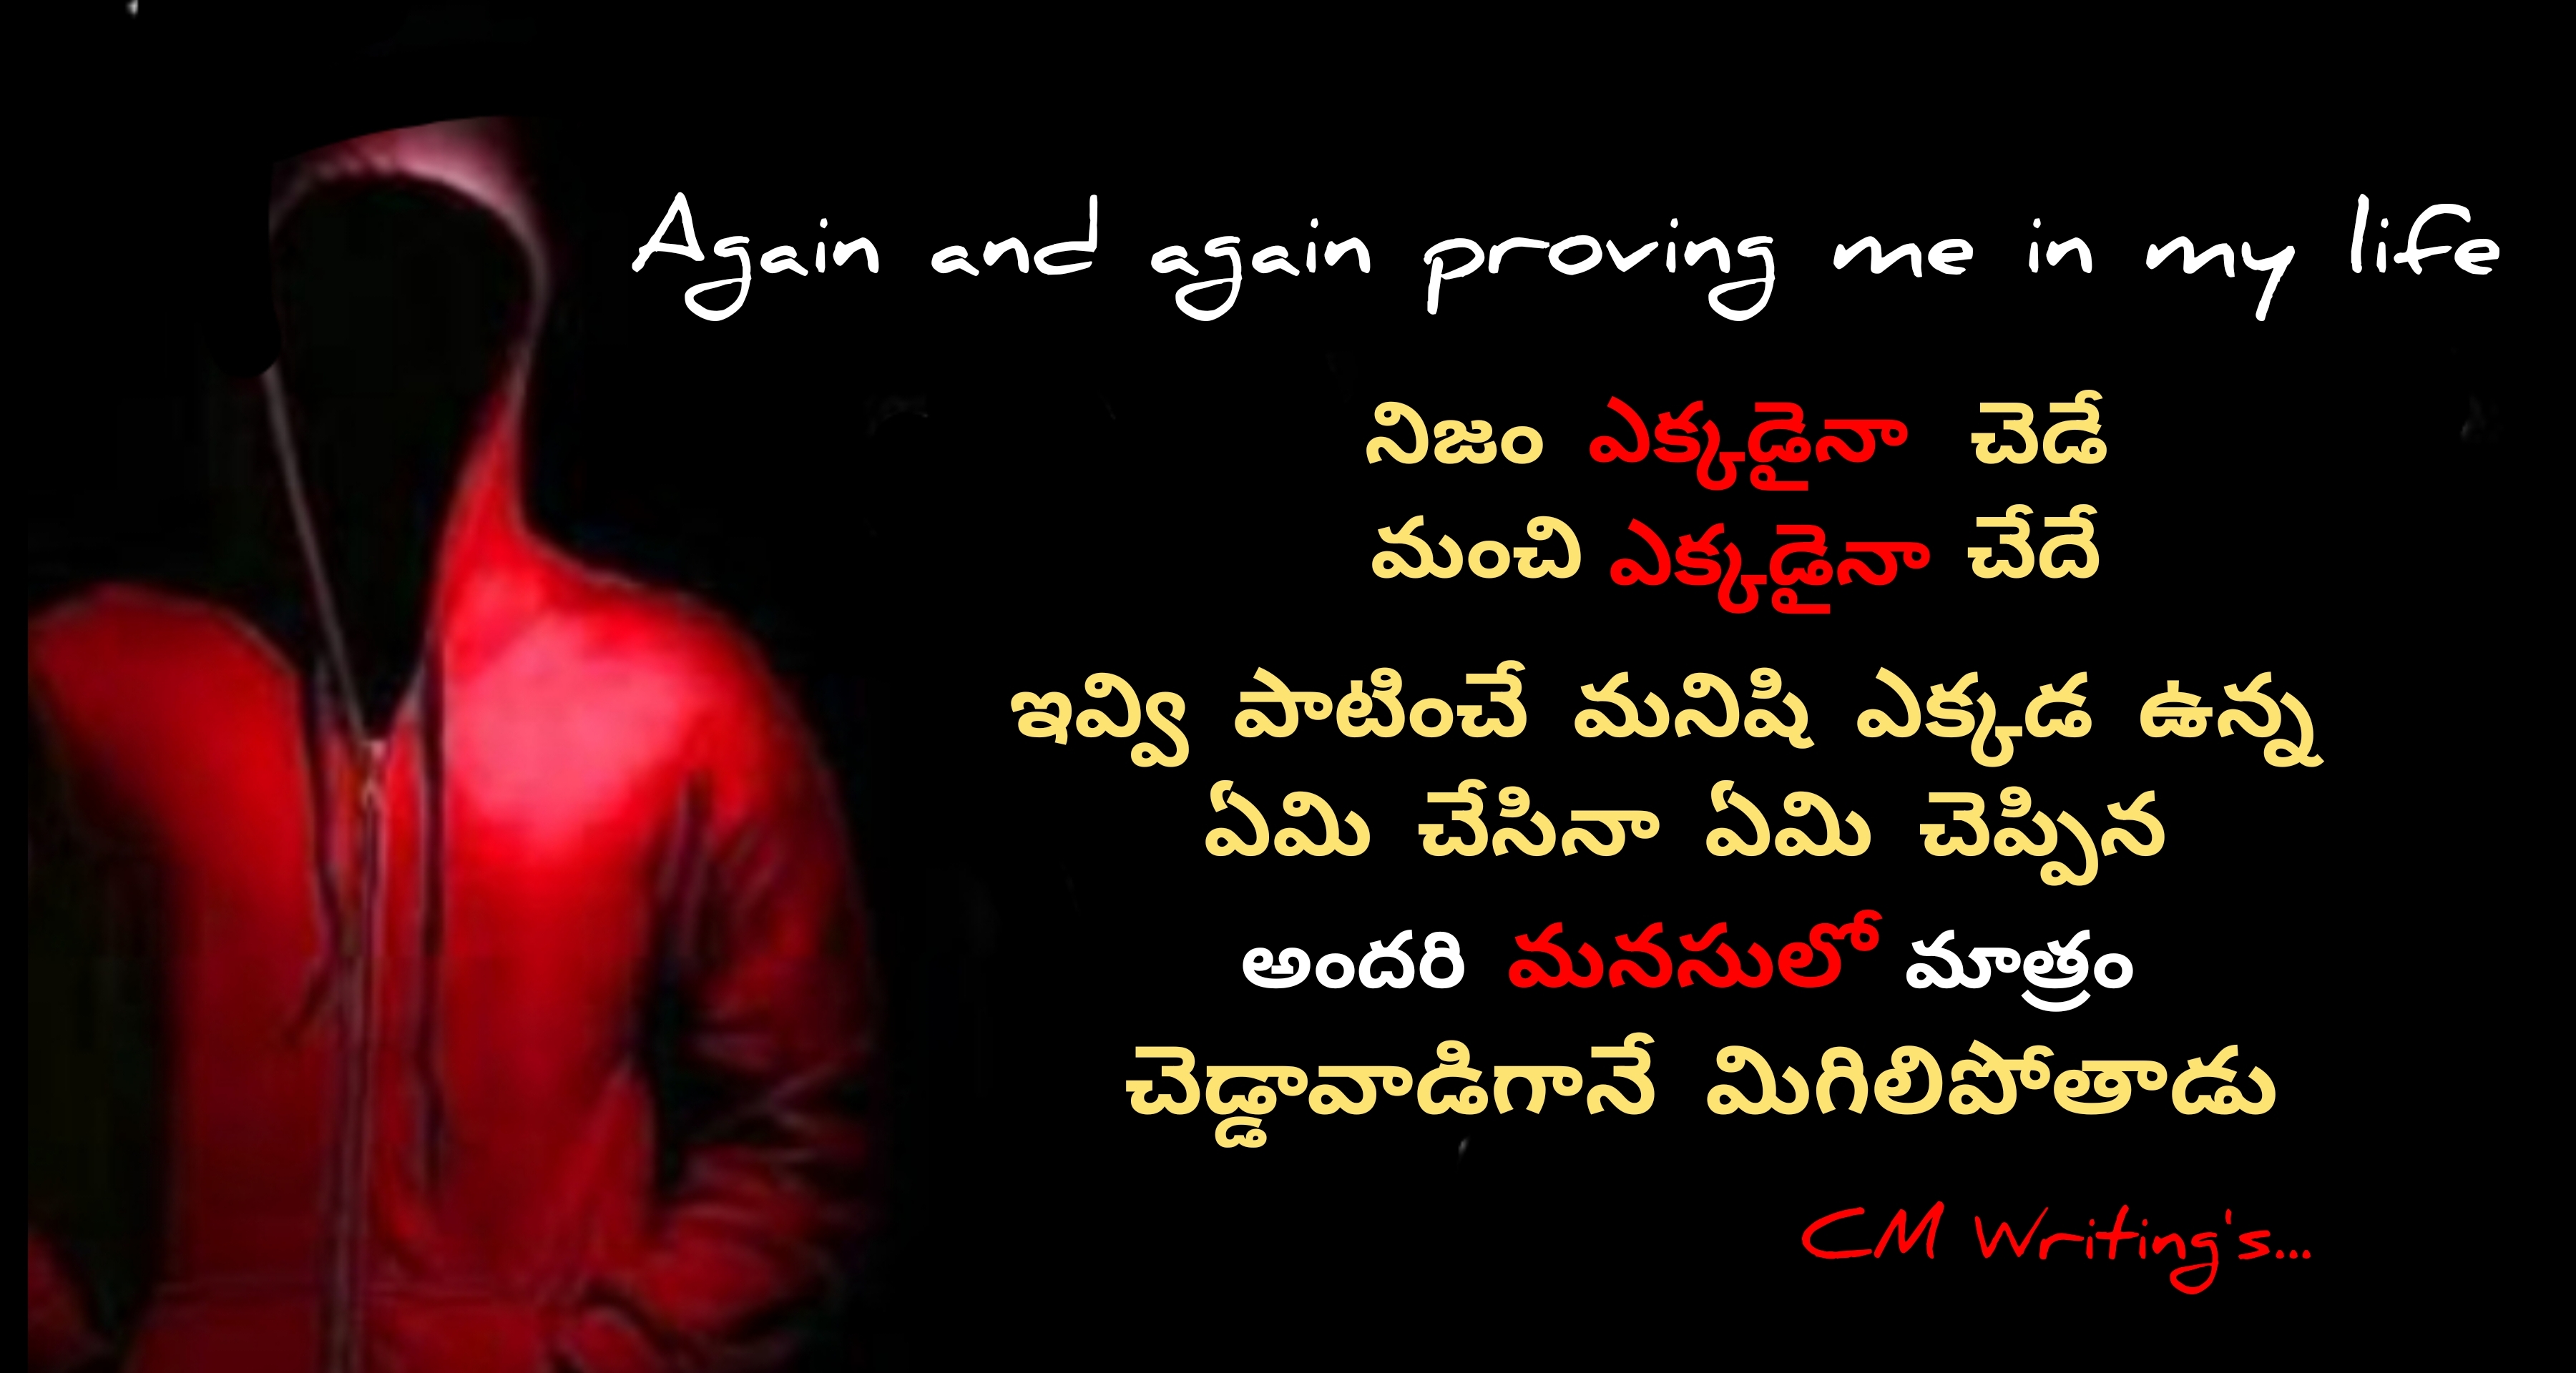 Again and again proving me in my life
నిజం ఎక్కడైనా చెడే
మంచి ఎక్కడైనా చేదే
ఇవ్వి పాటించే మనిషి ఎక్కడ ఉన్న
ఏమి చేసినా ఏమి చెప్పిన
అందరి మనసులో మాత్రం
చెడ్డావాడిగానే మిగిలిపోతాడు
CM Writing's...